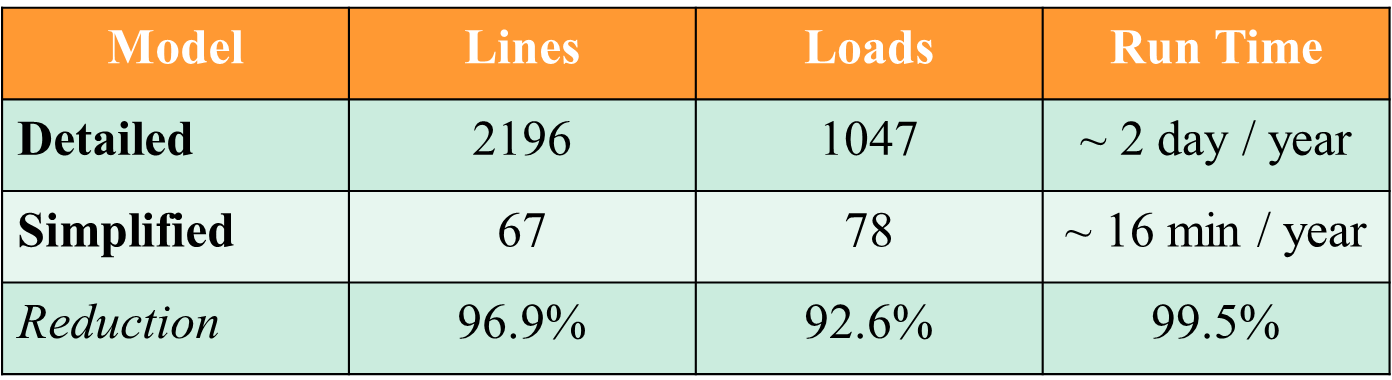 Model Lines Loads Run Time
Detailed 2196 1047 ~ 2 day / year
Simplified 67 78 ~ 16 min / year
Reduction 96.9% 92.6% 99.5%